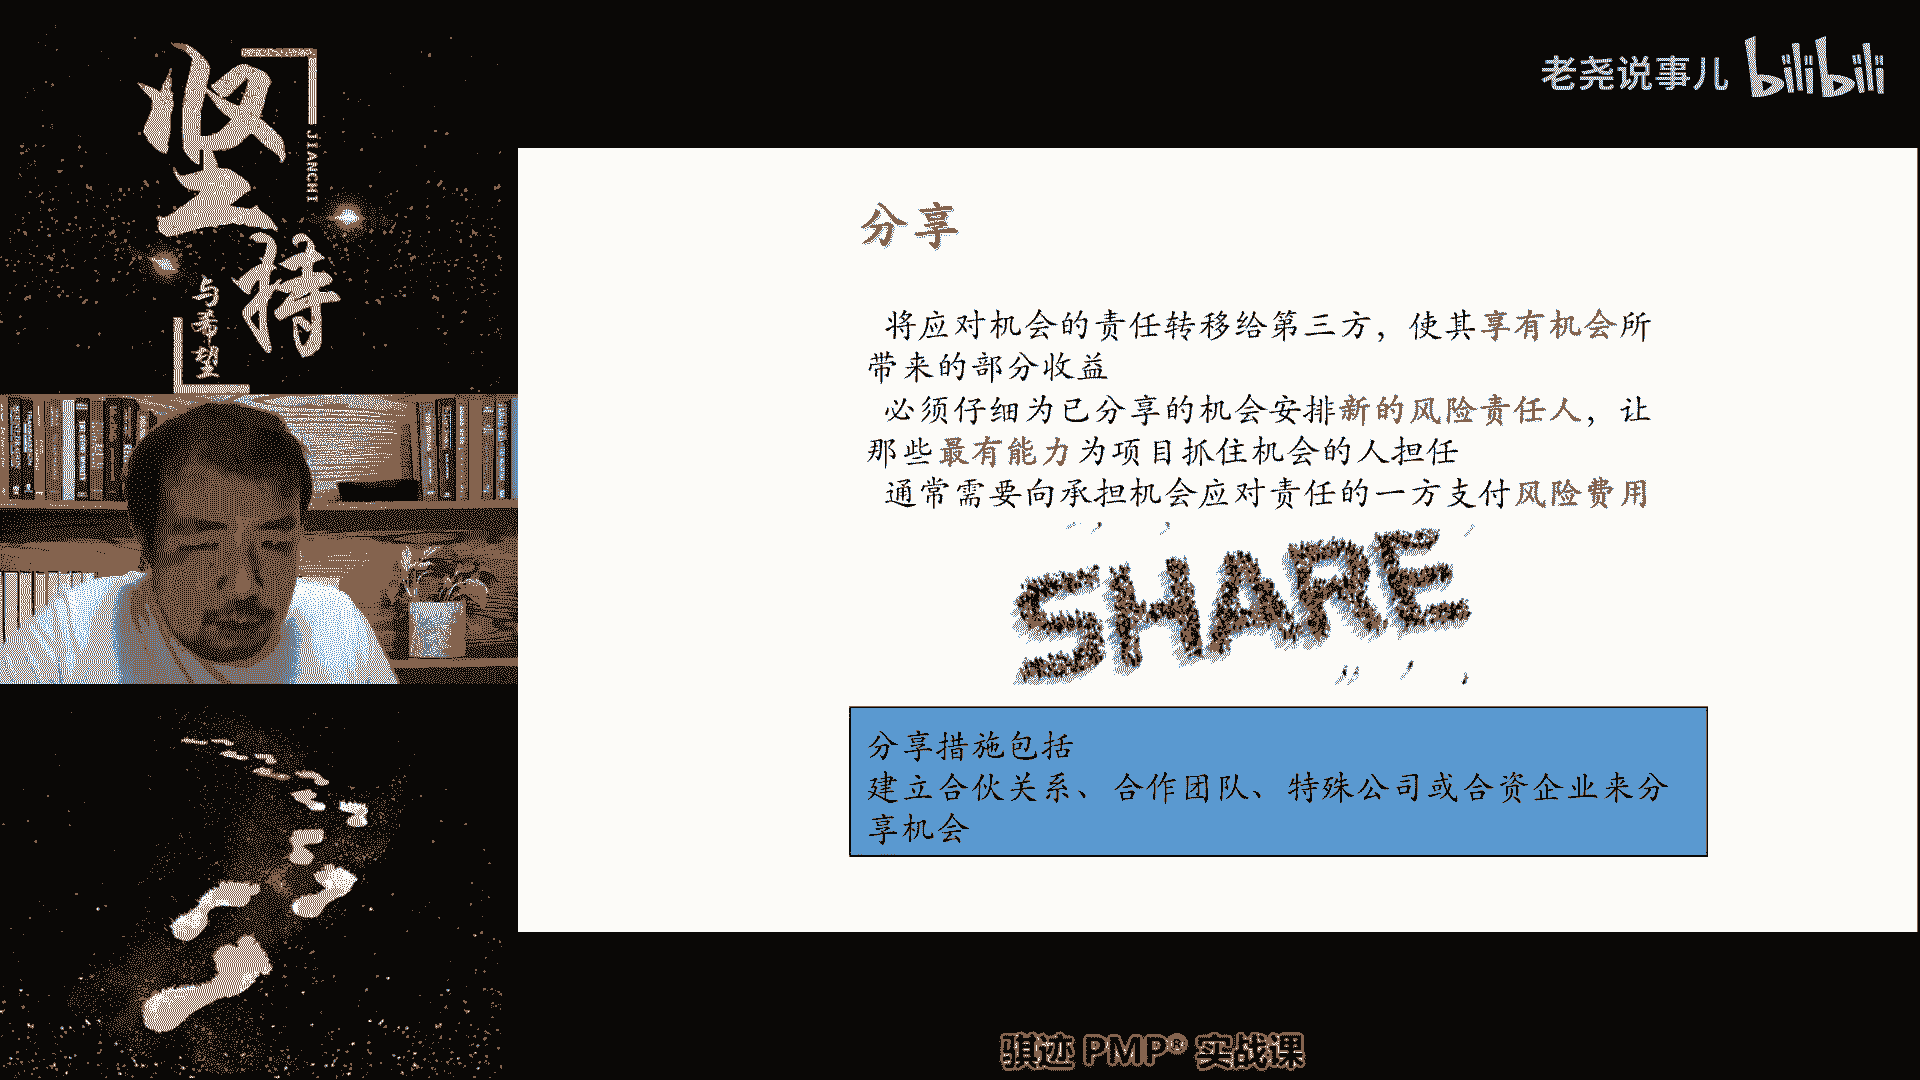 坚持
JIANCHI
与希望
老尧说事儿 bilibili
分享
将应对机会的责任转移给第三方，使其享有机会所
带来的部分收益
必须仔细为已分享的机会安排新的风险责任人，让
那些最有能力为项目抓住机会的人担任
通常需要向承担机会应对责任的一方支付风险费用
SHARE
分享措施包括
建立合伙关系、合作团队、特殊公司或合资企业来分
享机会
骐迹 PMP® 实战课